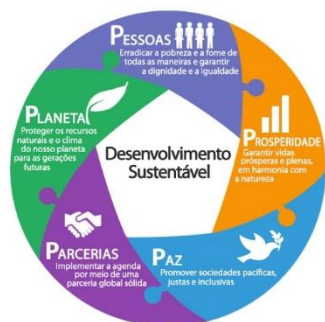 PESSOAS
Erradicar a pobreza e a fome de
todas as maneiras e garantir
a dignidade e a igualdade
PROSPERIDADE
Garantir vidas
prósperas e plenas,
em harmonia com
a natureza
PAZ
Promover sociedades pacíficas,
justas e inclusivas
PARCERIAS
Implementar a agenda
por meio de uma
parceria global sólida
PLANETA
Proteger os recursos
naturais e o clima
do nosso planeta
para as gerações
futuras
Desenvolvimento
Sustentável